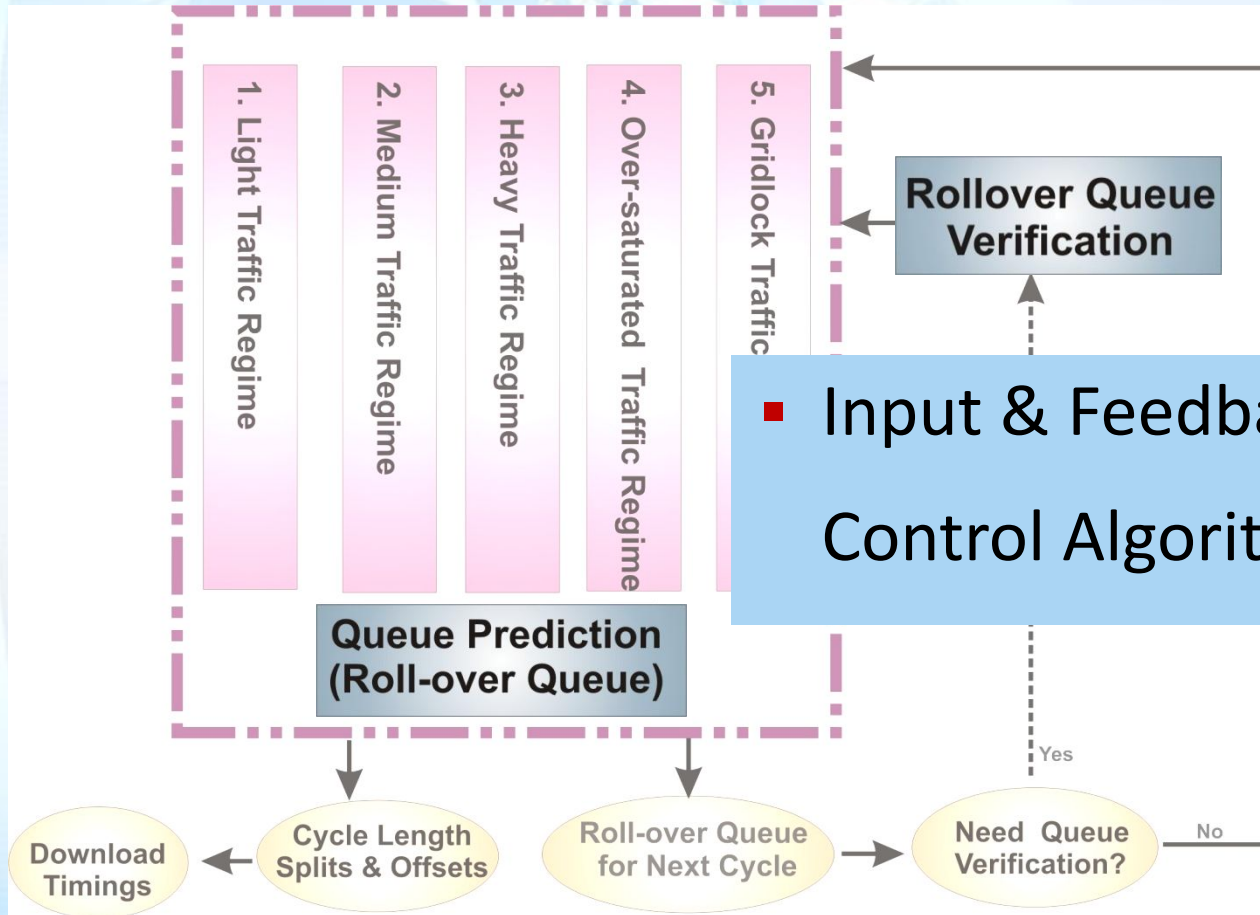 1. Light Traffic Regime
2. Medium Traffic Regime
3. Heavy Traffic Regime
4. Over-saturated Traffic Regime
5. Gridlock Traffic
Rollover Queue
Verification
▪ Input & Feedba
Control Algorit
Queue Prediction
(Roll-over Queue)
Yes
Download
Timings
Cycle Length
Splits & Offsets
Roll-over Queue
for Next Cycle
Need Queue
Verification?
No